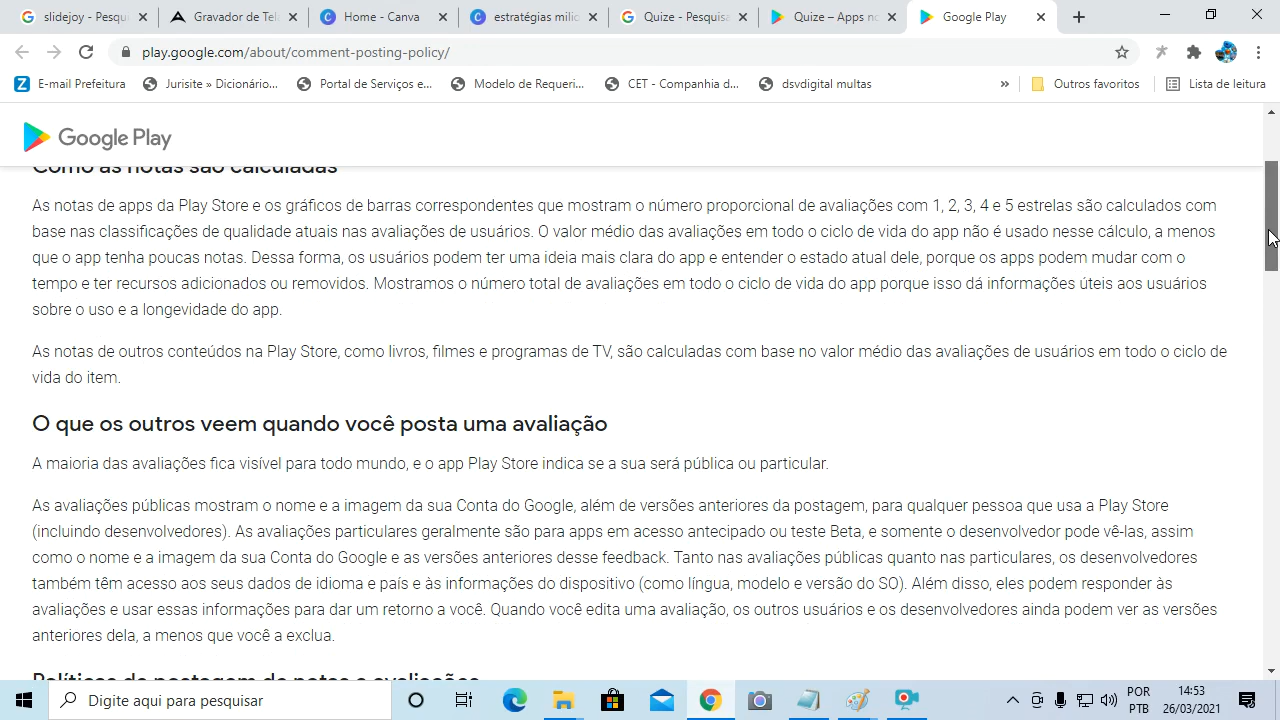 slidejoy - Pesqui
Gravador de Tel
Home - Canva
estratégias milio
Quize - Pesquisa
Quize – Apps no
Google Play
play.google.com/about/comment-posting-policy/
E-mail Prefeitura
Jurisite » Dicionário...
Portal de Serviços e...
Modelo de Requeri...
CET - Companhia d...
dsvdigital multas
»
Outros favoritos
Lista de leitura
Google Play
Como as notas são calculadas
As notas de apps da Play Store e os gráficos de barras correspondentes que mostram o número proporcional de avaliações com 1, 2, 3, 4 e 5 estrelas são calculados com
base nas classificações de qualidade atuais nas avaliações de usuários. O valor médio das avaliações em todo o ciclo de vida do app não é usado nesse cálculo, a menos
que o app tenha poucas notas. Dessa forma, os usuários podem ter uma ideia mais clara do app e entender o estado atual dele, porque os apps podem mudar com o
tempo e ter recursos adicionados ou removidos. Mostramos o número total de avaliações em todo o ciclo de vida do app porque isso dá informações úteis aos usuários
sobre o uso e a longevidade do app.
As notas de outros conteúdos na Play Store, como livros, filmes e programas de TV, são calculadas com base no valor médio das avaliações de usuários em todo o ciclo de
vida do item.
O que os outros veem quando você posta uma avaliação
A maioria das avaliações fica visível para todo mundo, e o app Play Store indica se a sua será pública ou particular.
As avaliações públicas mostram o nome e a imagem da sua Conta do Google, além de versões anteriores da postagem, para qualquer pessoa que usa a Play Store
(incluindo desenvolvedores). As avaliações particulares geralmente são para apps em acesso antecipado ou teste Beta, e somente o desenvolvedor pode vê-las, assim
como o nome e a imagem da sua Conta do Google e as versões anteriores desse feedback. Tanto nas avaliações públicas quanto nas particulares, os desenvolvedores
também têm acesso aos seus dados de idioma e país e às informações do dispositivo (como língua, modelo e versão do SO). Além disso, eles podem responder às
avaliações e usar essas informações para dar um retorno a você. Quando você edita uma avaliação, os outros usuários e os desenvolvedores ainda podem ver as versões
anteriores dela, a menos que você a exclua.
Políticas de postagem de notas e avaliações
Digite aqui para pesquisar
POR
PTB
14:53
26/03/2021